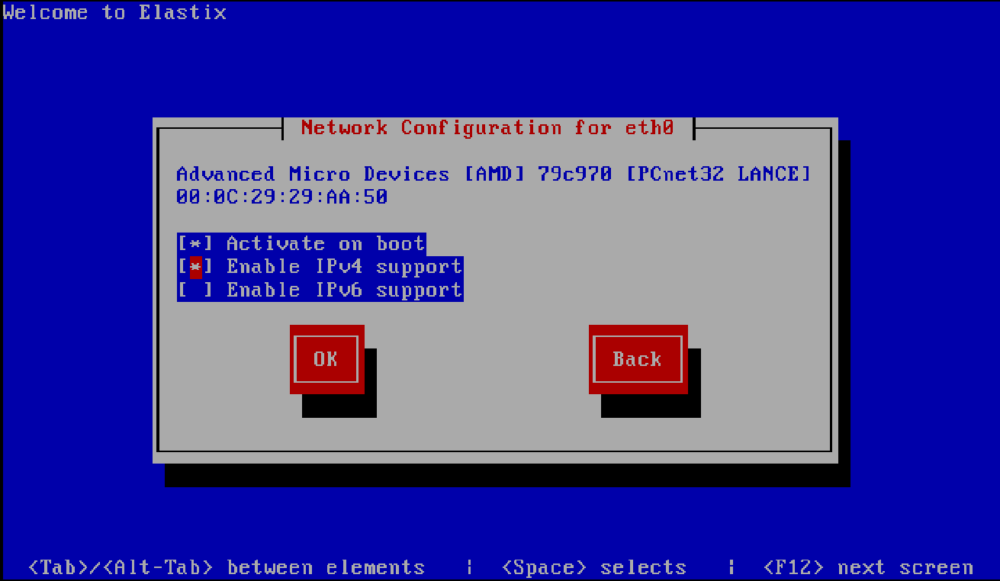 Welcome to Elastix
Network Configuration for eth0
Advanced Micro Devices [AMD] 79c970 [PCnet32 LANCE]
00:0C:29:29:AA:50
[*] Activate on boot
[*] Enable IPv4 support
[ ] Enable IPv6 support
OK Back
<Tab>/<Alt-Tab> between elements | <Space> selects | <F12> next screen